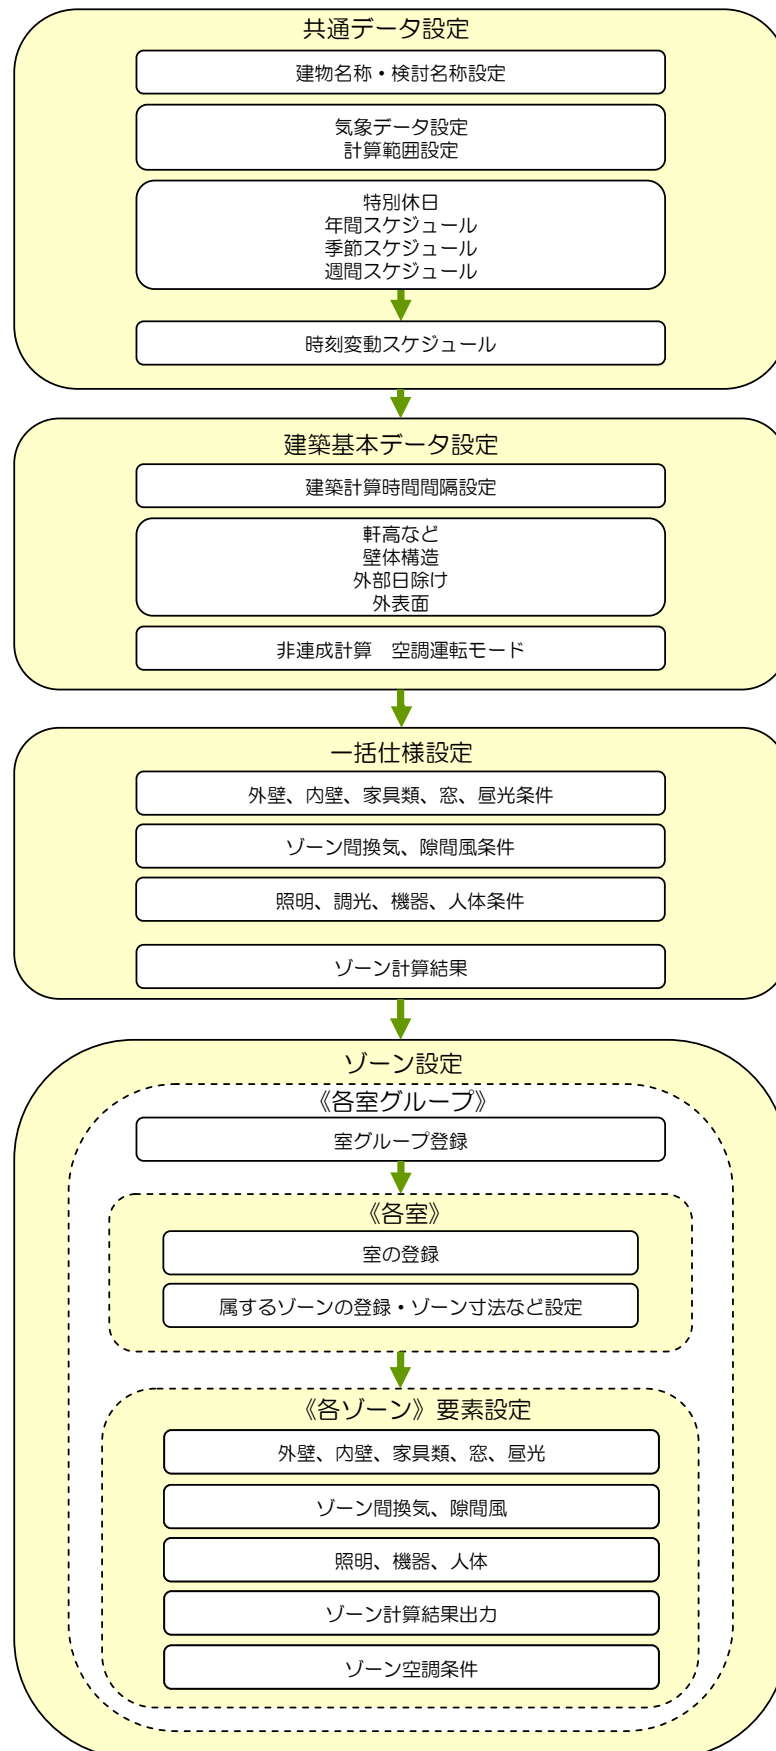 共通データ設定
建物名称・検討名称設定
気象データ設定
計算範囲設定
特別休日
年間スケジュール
季節スケジュール
週間スケジュール
時刻変動スケジュール
建築基本データ設定
建築計算時間間隔設定
軒高など
壁体構造
外部日除け
外表面
非連成計算　空調運転モード
一括仕様設定
外壁、内壁、家具類、窓、昼光条件
ゾーン間換気、隙間風条件
照明、調光、機器、人体条件
ゾーン計算結果
ゾーン設定
《各室グループ》
室グループ登録
《各室》
室の登録
属するゾーンの登録・ゾーン寸法など設定
《各ゾーン》要素設定
外壁、内壁、家具類、窓、昼光
ゾーン間換気、隙間風
照明、機器、人体
ゾーン計算結果出力
ゾーン空調条件